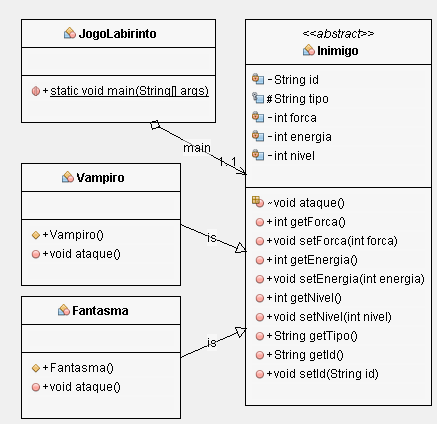 JogoLabirinto
+ static void main(String[] args)
main
1..1
<<abstract>>
Inimigo
-String id
#String tipo
-int forca
-int energia
-int nivel
~void ataque()
+int getForca()
+void setForca(int forca)
+int getEnergia()
+void setEnergia(int energia)
+int getNivel()
+void setNivel(int nivel)
+String getTipo()
+String getId()
+void setId(String id)
Vampiro
+Vampiro()
+void ataque()
is
Fantasma
+Fantasma()
+void ataque()
is